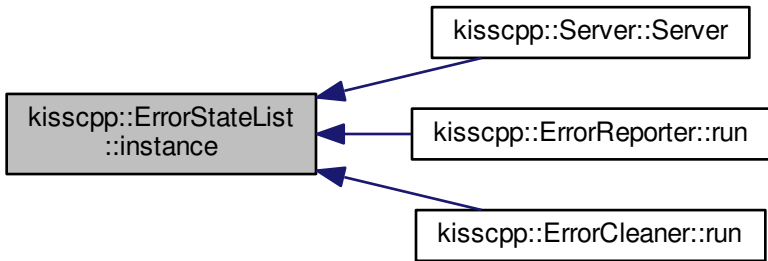 kisscpp::Server::Server
kisscpp::ErrorStateList
::instance
kisscpp::ErrorReporter::run
kisscpp::ErrorCleaner::run